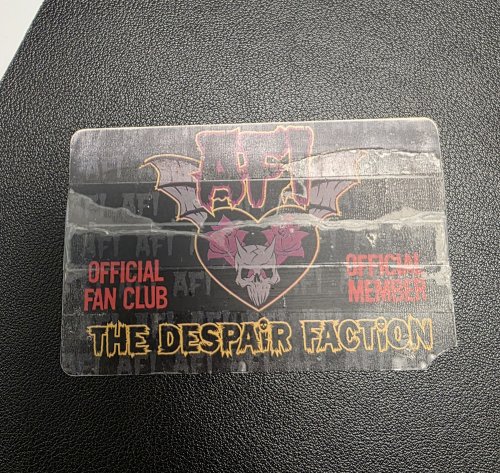 AFI
OFFICIAL
FAN CLUB
OFFICIAL
MEMBER
THE DESPAIR FACTION